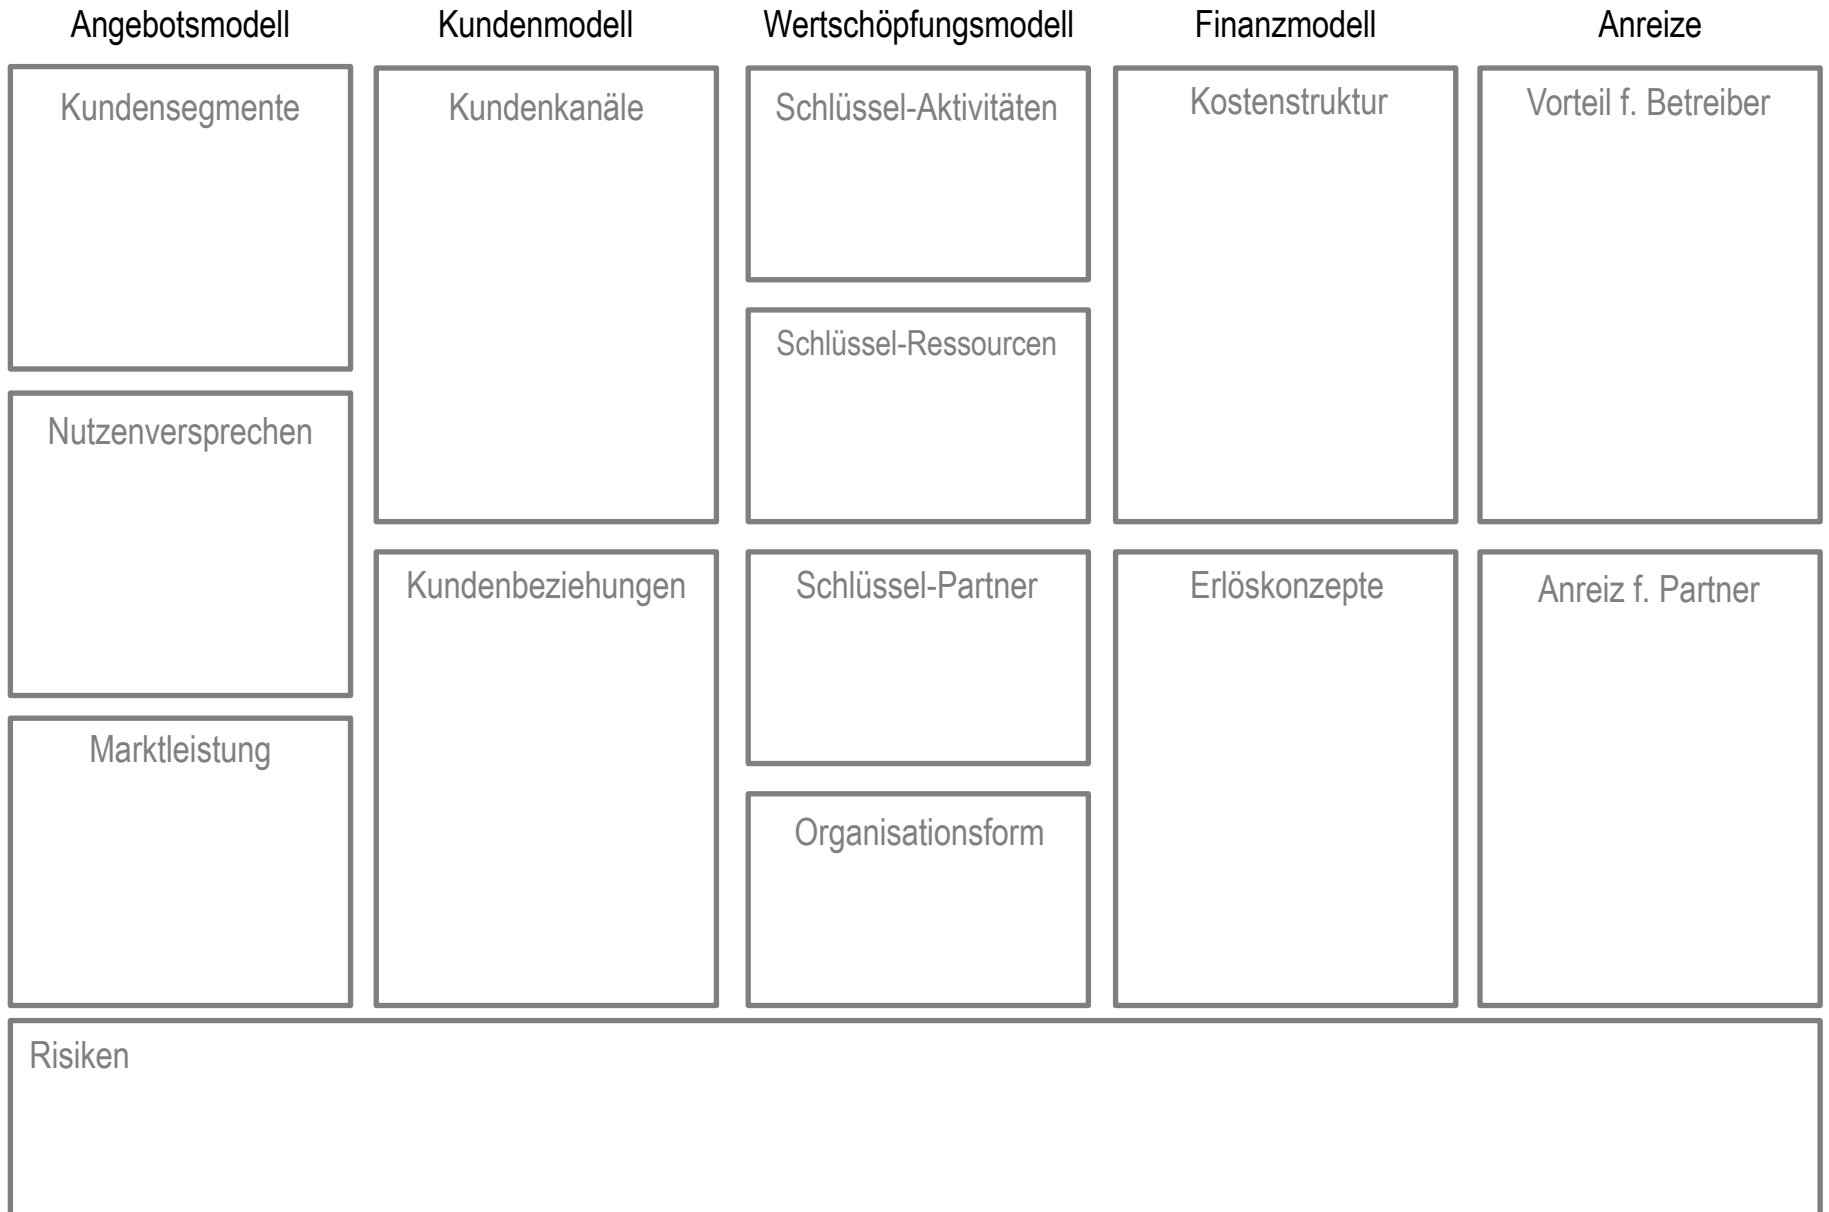 Angebotsmodell
Kundenmodell
Wertschöpfungsmodell
Finanzmodell
Anreize
Kundensegmente
Nutzenversprechen
Marktleistung
Kundenkanäle
Kundenbeziehungen
Schlüssel-Aktivitäten
Schlüssel-Ressourcen
Schlüssel-Partner
Organisationsform
Kostenstruktur
Erlöskonzepte
Vorteil f. Betreiber
Anreiz f. Partner
Risiken